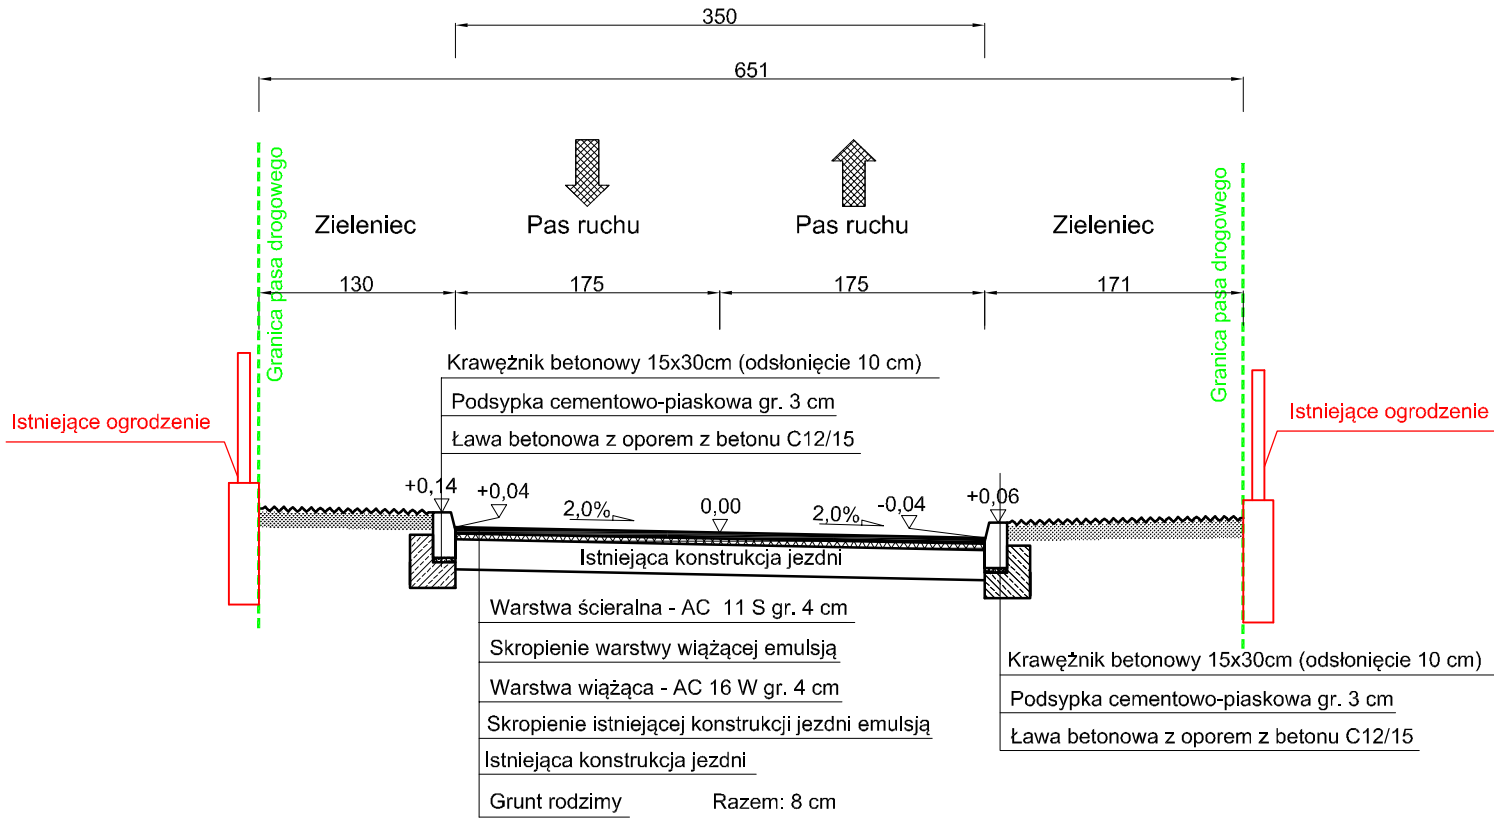 350
651
Granica pasa drogowego
Granica pasa drogowego
Zieleniec
Pas ruchu
Pas ruchu
Zieleniec
130
175
175
171
Krawężnik betonowy 15x30cm (odsłonięcie 10 cm)
Podsypka cementowo-piaskowa gr. 3 cm
Ława betonowa z oporem z betonu C12/15
Istniejące ogrodzenie
Istniejące ogrodzenie
+0,14
+0,04
2,0%
0,00
2,0%
-0,04
+0,06
Istniejąca konstrukcja jezdni
Warstwa ścieralna - AC 11 S gr. 4 cm
Skropienie warstwy wiążącej emulsją
Warstwa wiążąca - AC 16 W gr. 4 cm
Skropienie istniejącej konstrukcji jezdni emulsją
Istniejąca konstrukcja jezdni
Grunt rodzimy Razem: 8 cm
Krawężnik betonowy 15x30cm (odsłonięcie 10 cm)
Podsypka cementowo-piaskowa gr. 3 cm
Ława betonowa z oporem z betonu C12/15